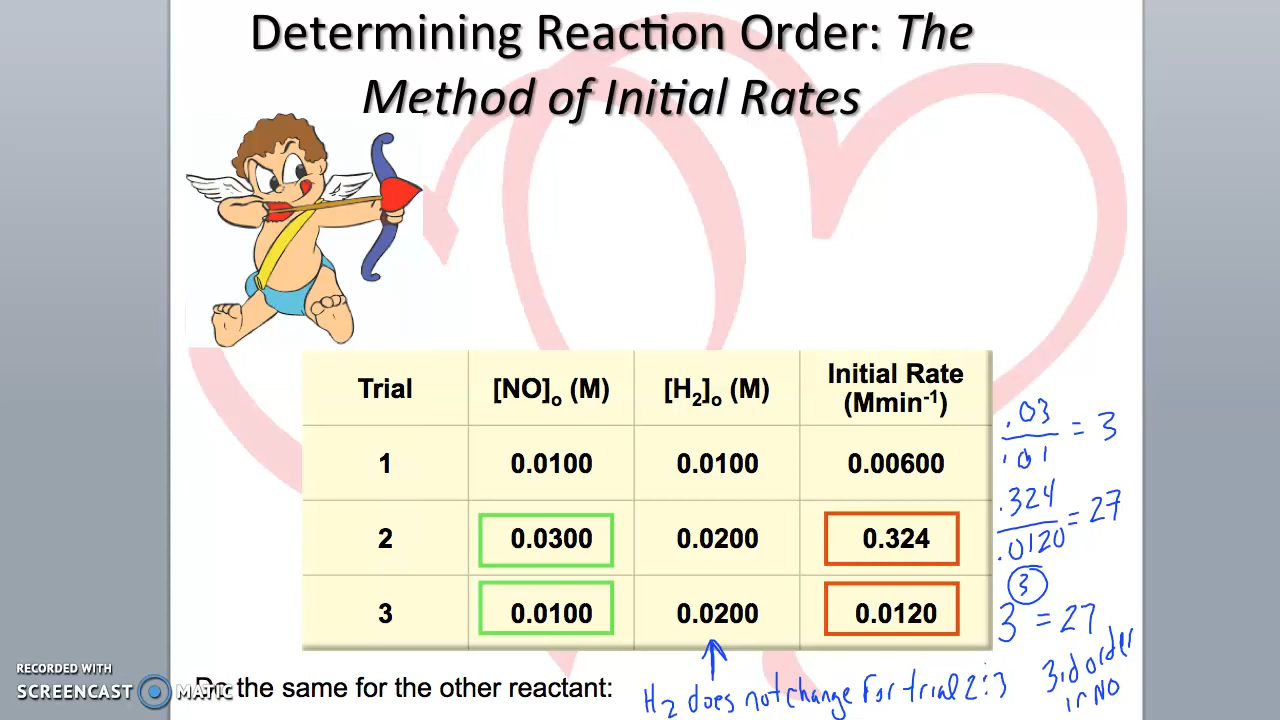 Determining Reaction Order: The
Method of Initial Rates
Trial [NO]o (M) [H2]o (M) Initial Rate (Mmin-1)
1 0.0100 0.0100 0.00600
2 0.0300 0.0200 0.324
3 0.0100 0.0200 0.0120
.03
.01
= 3
.324
.0120
= 27
3
3 = 27
3rd order
in NO
H2 does not change for trial 2 : 3
the same for the other reactant:
RECORDED WITH
SCREENCAST MATIC